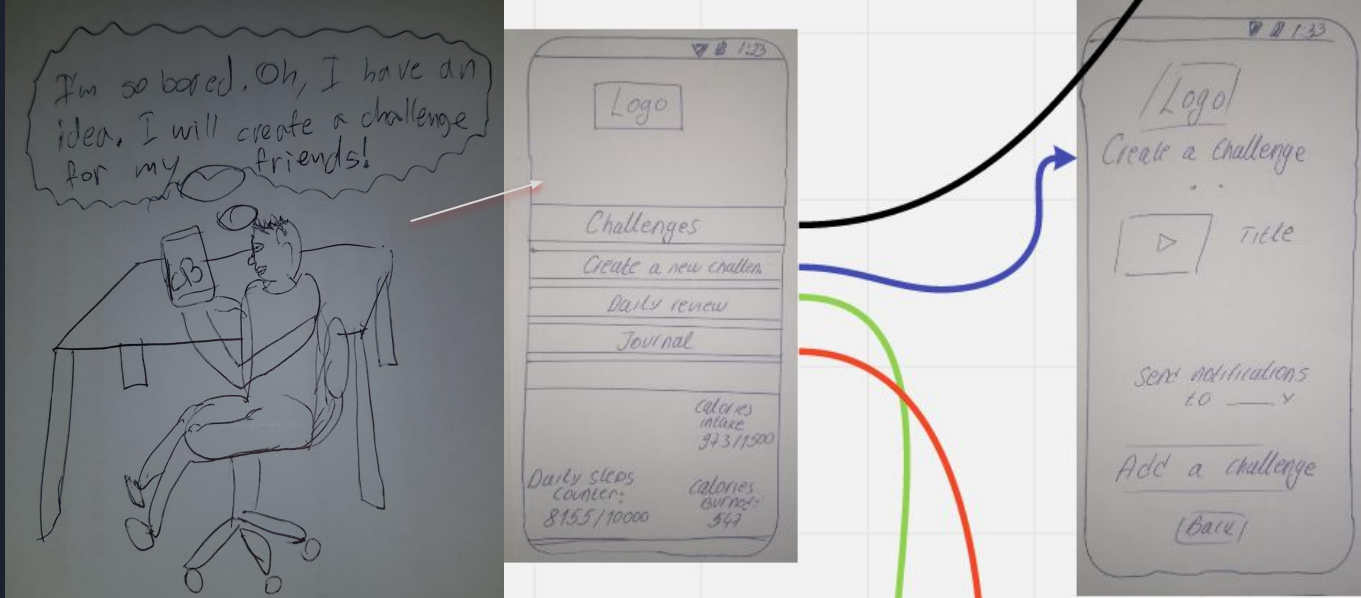 I'm so bored. Oh, I have an
idea. I will create a challenge
for my friends!
CB
1:23
Logo
Challenges
Create a new challen.
Daily review
Journal
Calories
intake
973/1500
Daily steps
counter:
8155/10000
Calories
Burned:
547
1:33
Logo
Create a challenge
Title
Send notifications
to ____
Add a challenge
Back